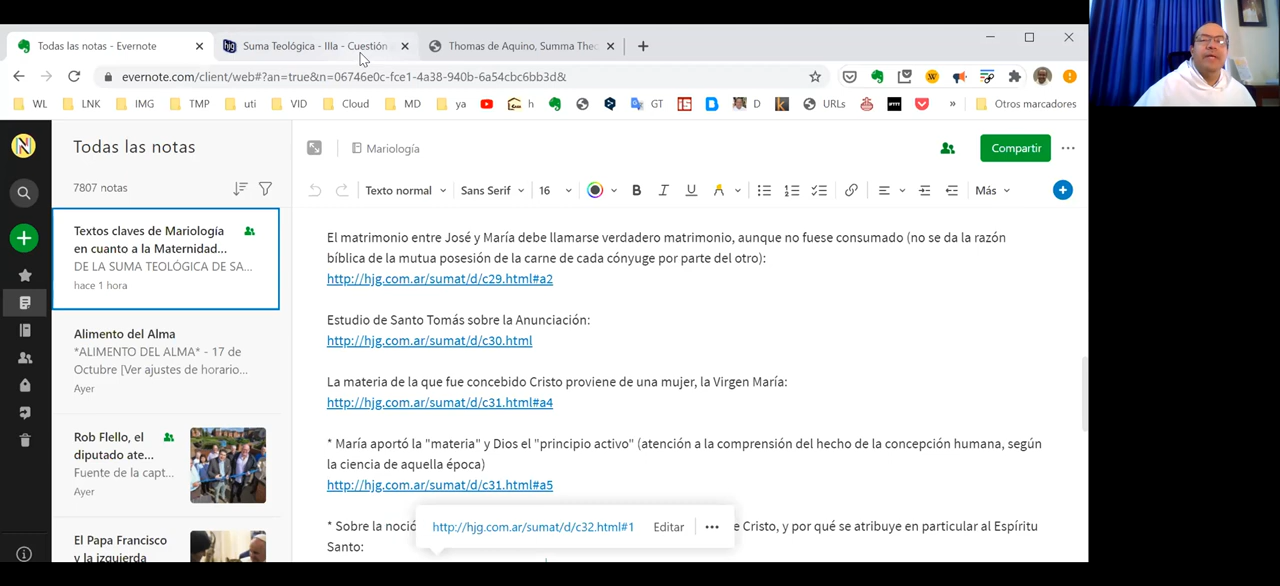 Todas las notas - Evernote
Suma Teológica - IIIa - Cuestión
Thomas de Aquino, Summa Theo
evernote.com/client/web#?an=true&n=06746e0c-fce1-4a38-940b-6a54cbc6bb3d&
WL LNK IMG TMP uti VID Cloud MD ya h GT D URLs » Otros marcadores
Todas las notas
7807 notas
Textos claves de Mariología
en cuanto a la Maternidad...
DE LA SUMA TEOLÓGICA DE SA...
hace 1 hora
Alimento del Alma
*ALIMENTO DEL ALMA* - 17 de
Octubre [Ver ajustes de horario...
Ayer
Rob Flello, el
diputado ate...
Fuente de la capt...
Ayer
El Papa Francisco
y la izquierda
Mariología
Compartir
Texto normal Sans Serif 16 B I U A Más
El matrimonio entre José y María debe llamarse verdadero matrimonio, aunque no fuese consumado (no se da la razón
bíblica de la mutua posesión de la carne de cada cónyuge por parte del otro):
http://hjg.com.ar/sumat/d/c29.html#a2
Estudio de Santo Tomás sobre la Anunciación:
http://hjg.com.ar/sumat/d/c30.html
La materia de la que fue concebido Cristo proviene de una mujer, la Virgen María:
http://hjg.com.ar/sumat/d/c31.html#a4
* María aportó la "materia" y Dios el "principio activo" (atención a la comprensión del hecho de la concepción humana, según
la ciencia de aquella época)
http://hjg.com.ar/sumat/d/c31.html#a5
* Sobre la noció
e Cristo, y por qué se atribuye en particular al Espíritu
Santo:
http://hjg.com.ar/sumat/d/c32.html#1 Editar